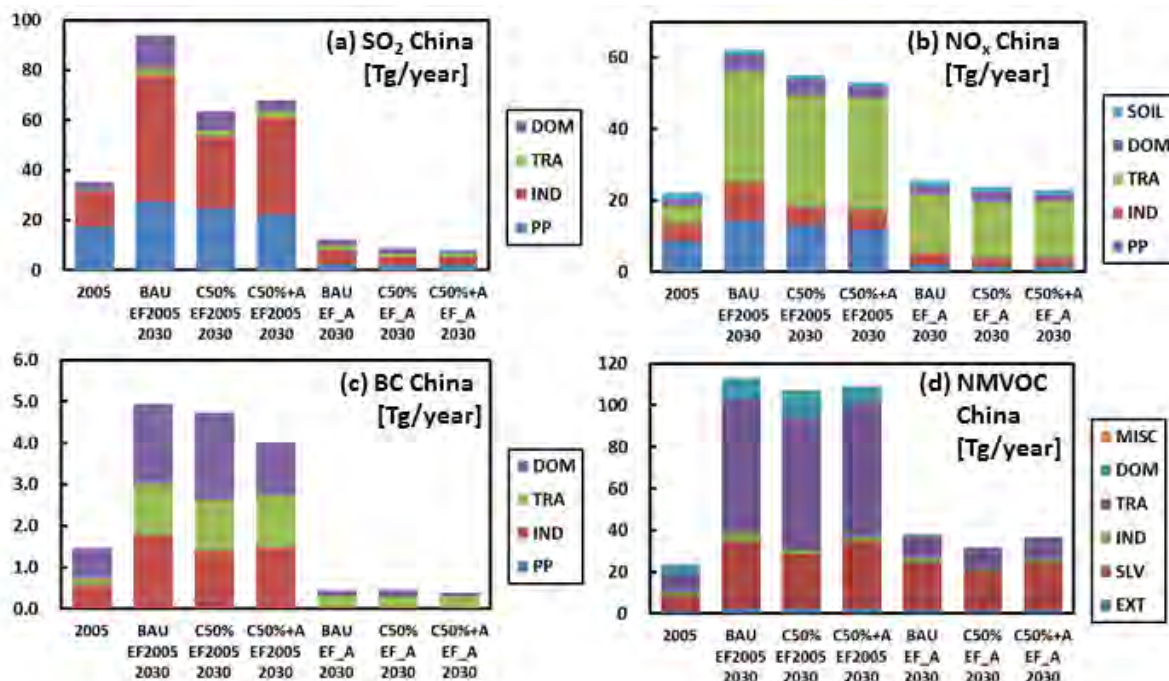 (a) SO2 China
[Tg/year]
100
80
60
40
20
0
DOM
TRA
IND
PP
2005 BAU C50% C50%+A BAU C50% C50%+A
EF2005 EF2005 EF2005 EF_A EF_A EF_A
2030 2030 2030 2030 2030 2030
(b) NOx China
[Tg/year]
60
40
20
0
SOIL
DOM
TRA
IND
PP
2005 BAU C50% C50%+A BAU C50% C50%+A
EF2005 EF2005 EF2005 EF_A EF_A EF_A
2030 2030 2030 2030 2030 2030
(c) BC China
[Tg/year]
6.0
5.0
4.0
3.0
2.0
1.0
0.0
DOM
TRA
IND
PP
2005 BAU C50% C50%+A BAU C50% C50%+A
EF2005 EF2005 EF2005 EF_A EF_A EF_A
2030 2030 2030 2030 2030 2030
(d) NMVOC
China
[Tg/year]
120
100
80
60
40
20
0
MISC
DOM
TRA
IND
SLV
EXT
2005 BAU C50% C50%+A BAU C50% C50%+A
EF2005 EF2005 EF2005 EF_A EF_A EF_A
2030 2030 2030 2030 2030 2030